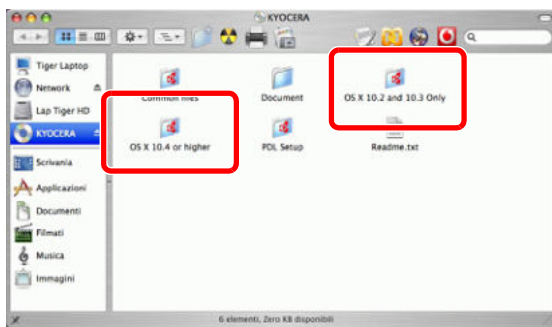 KYOCERA
Tiger Laptop
Network
Lap Tiger HD
KYOCERA
Scrivania
Applicazioni
Documenti
Filmati
Musica
Immagini
Common files
Document
OS X 10.2 and 10.3 Only
OS X 10.4 or higher
PDL Setup
Readme.txt
6 elementi, Zero KB disponibili